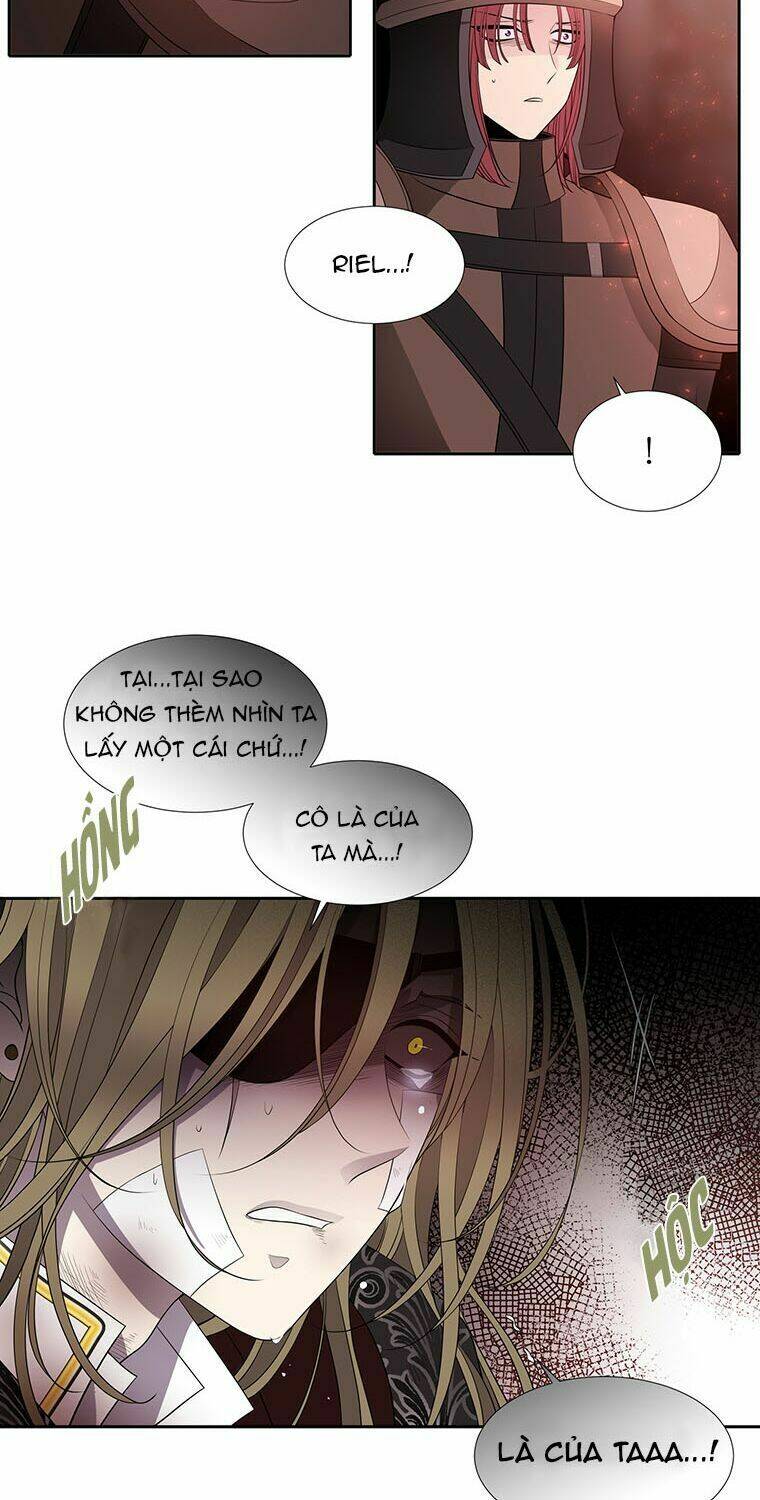 RIEL...!
!
TẠI...TẠI SAO
KHÔNG THÈM NHÌN TA
LẤY MỘT CÁI CHỨ...!
HỒNG
CÔ LÀ CỦA
TA MÀ...!
HỘC
LÀ CỦA TAAA...!